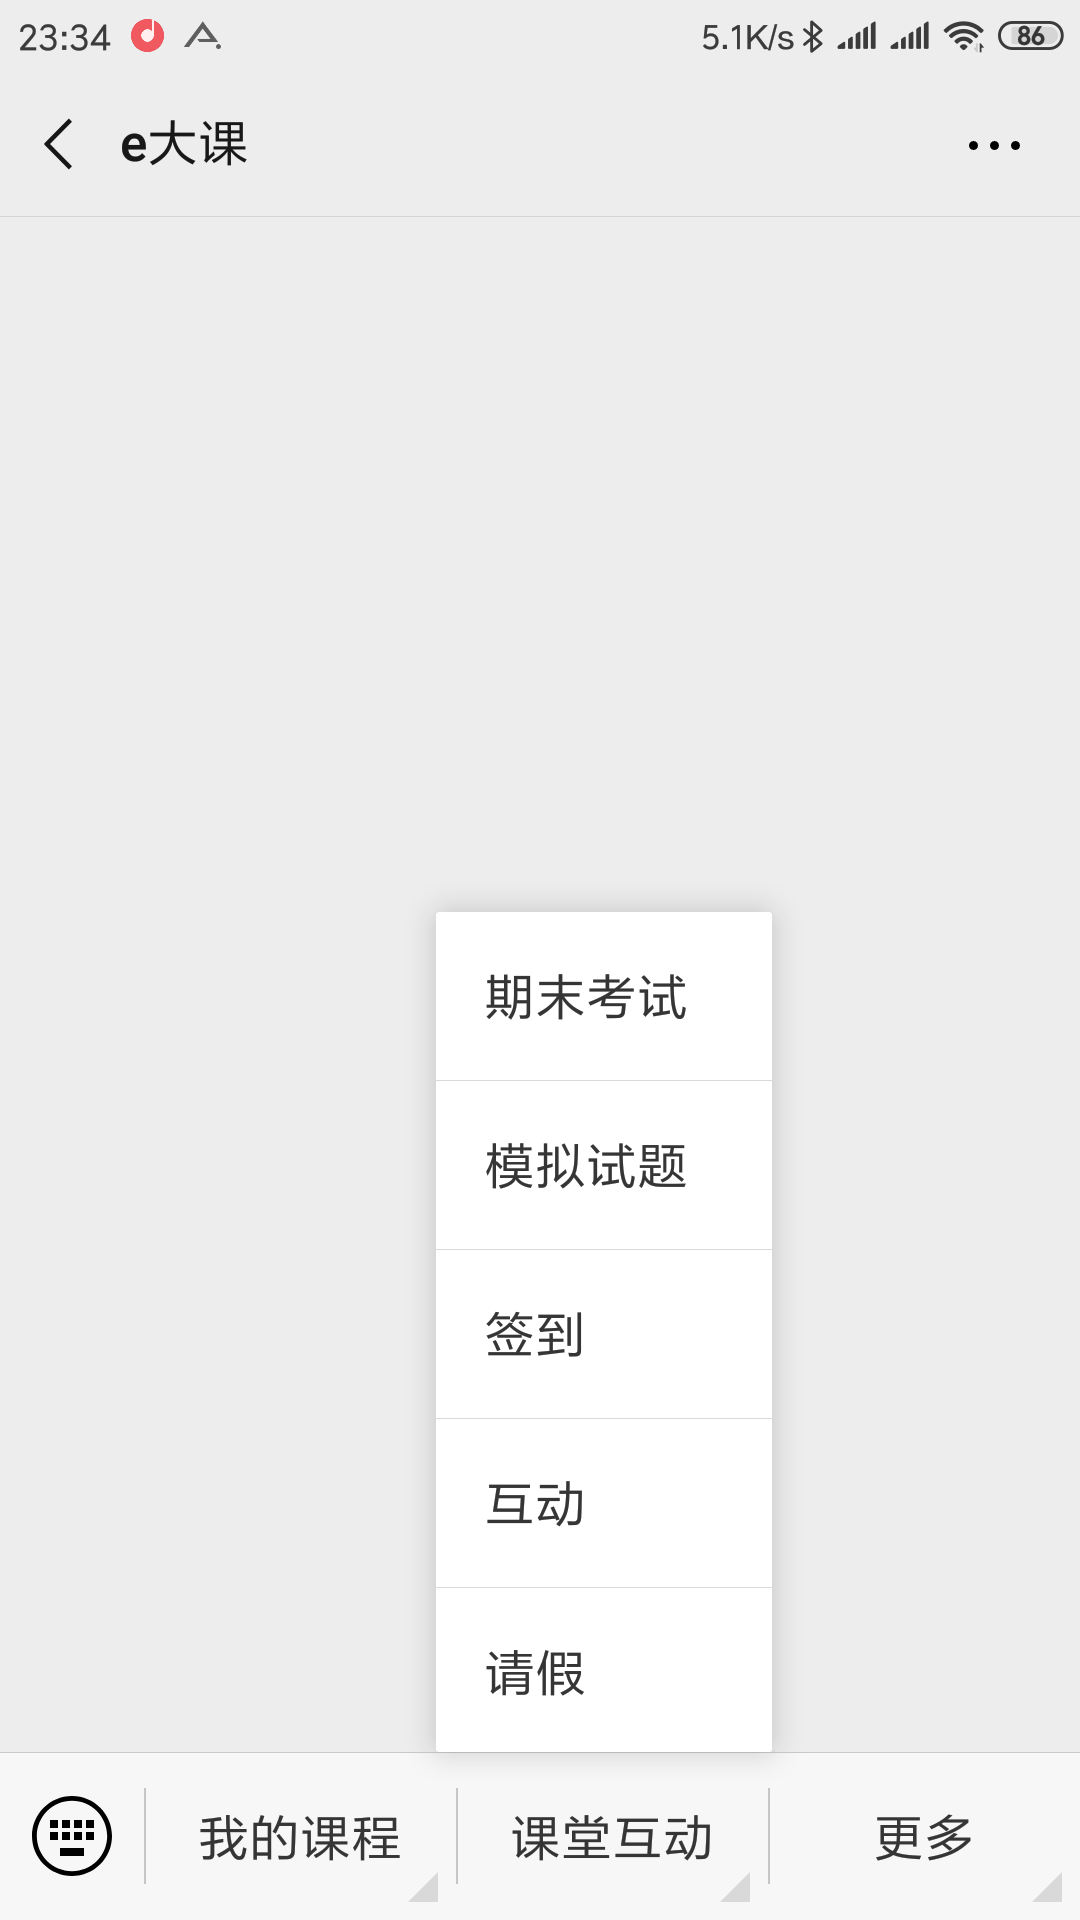 23:34 5.1K/s 86
e大课
期末考试
模拟试题
签到
互动
请假
我的课程 课堂互动 更多